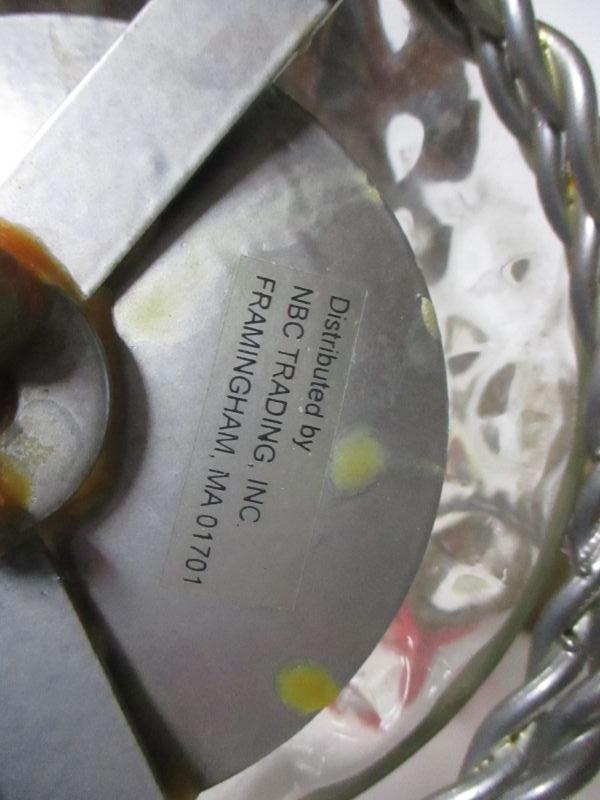 Distributed by
NBC TRADING, INC.
FRAMINGHAM, MA 01701